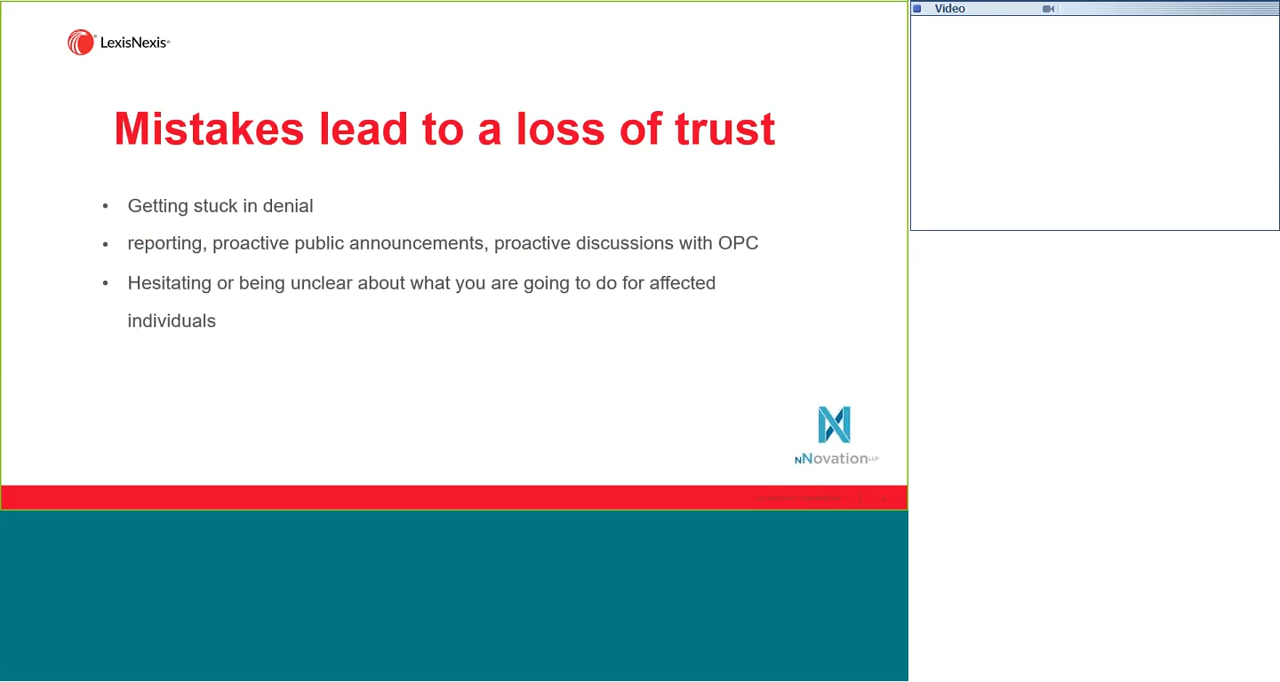 LexisNexis®
Video
Mistakes lead to a loss of trust
• Getting stuck in denial
• reporting, proactive public announcements, proactive discussions with OPC
• Hesitating or being unclear about what you are going to do for affected
individuals
nNovation LLP